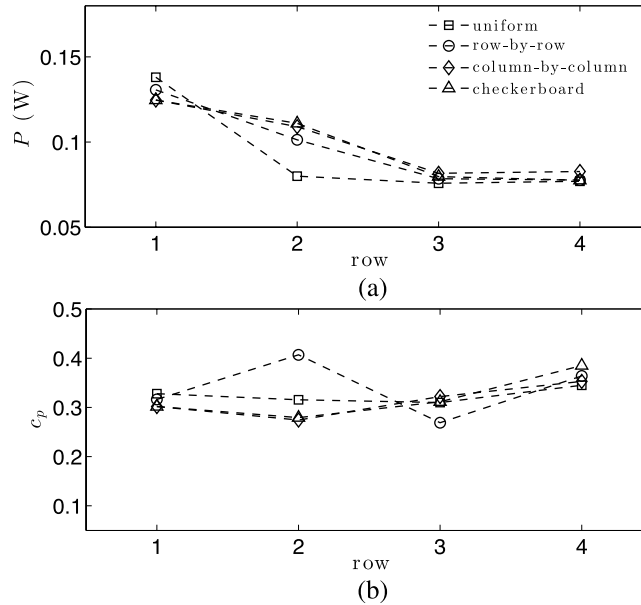 0.15
0.1
0.05
P (W)
uniform
row-by-row
column-by-column
checkerboard
1 2 3 4
row
(a)
0.5
0.4
0.3
0.2
0.1
c_p
1 2 3 4
row
(b)